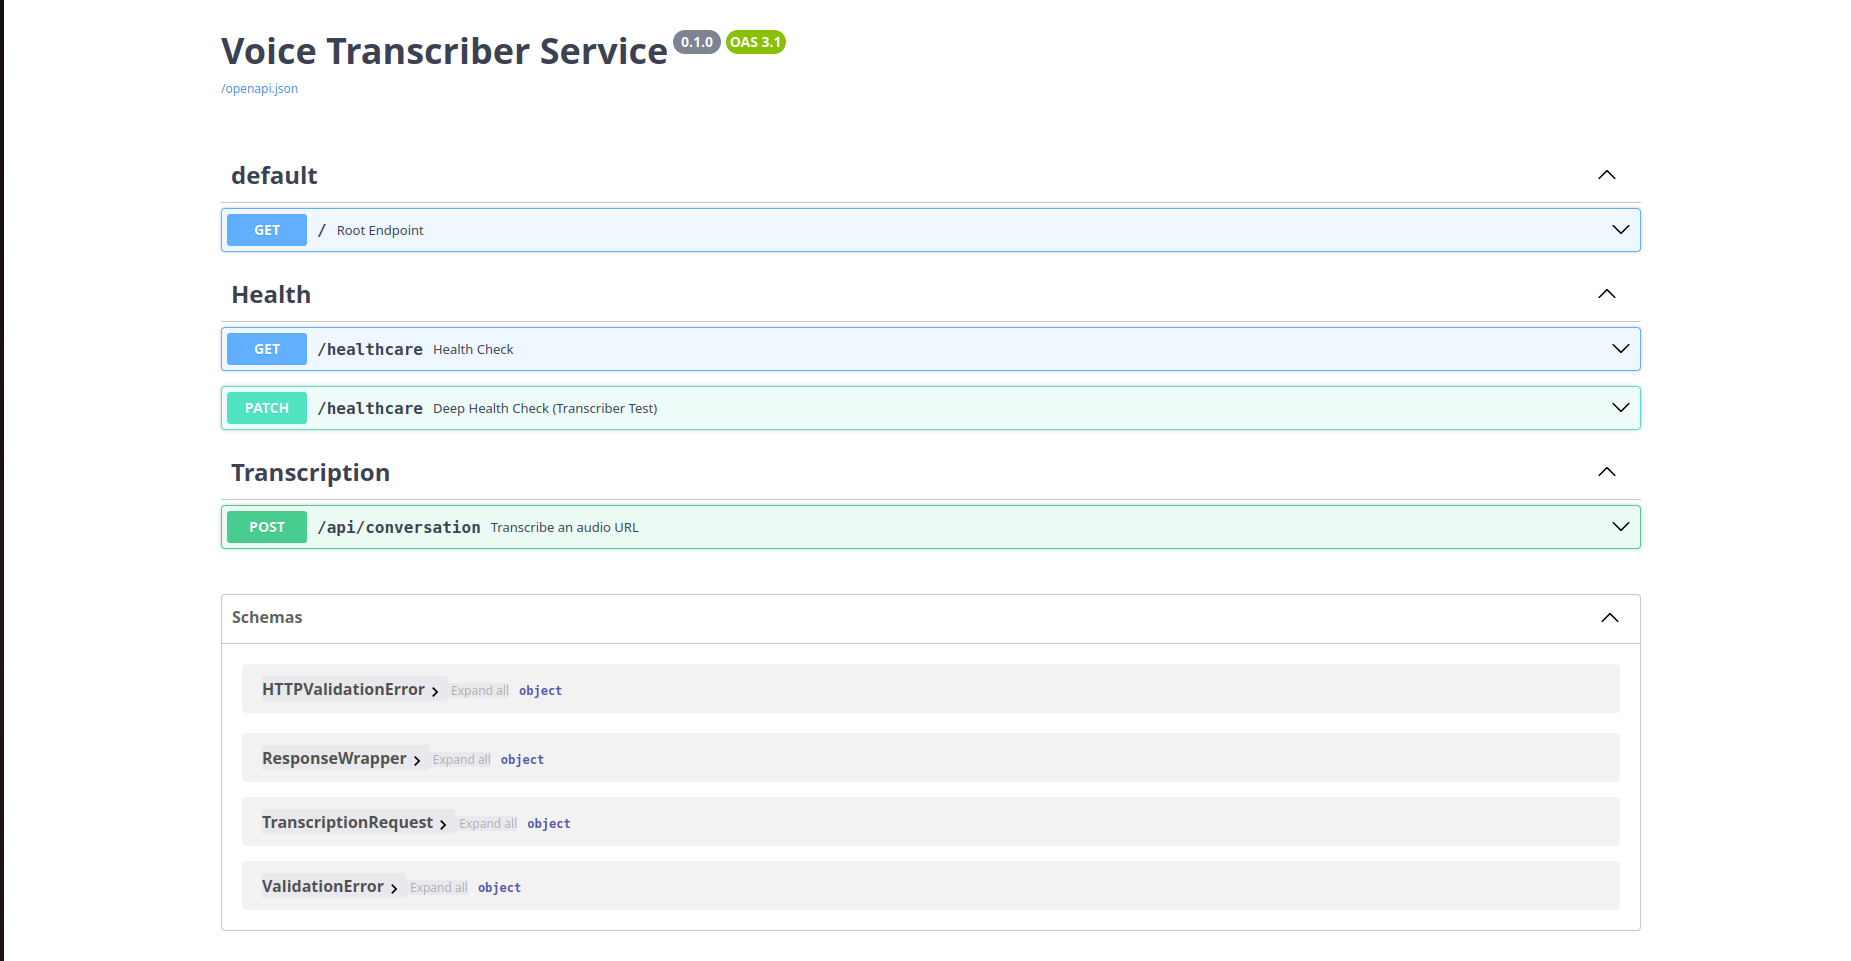 Voice Transcriber Service 0.1.0 OAS 3.1
/openapi.json
default
GET / Root Endpoint
Health
GET /healthcare Health Check
PATCH /healthcare Deep Health Check (Transcriber Test)
Transcription
POST /api/conversation Transcribe an audio URL
Schemas
HTTPValidationError Expand all object
ResponseWrapper Expand all object
TranscriptionRequest Expand all object
ValidationError Expand all object